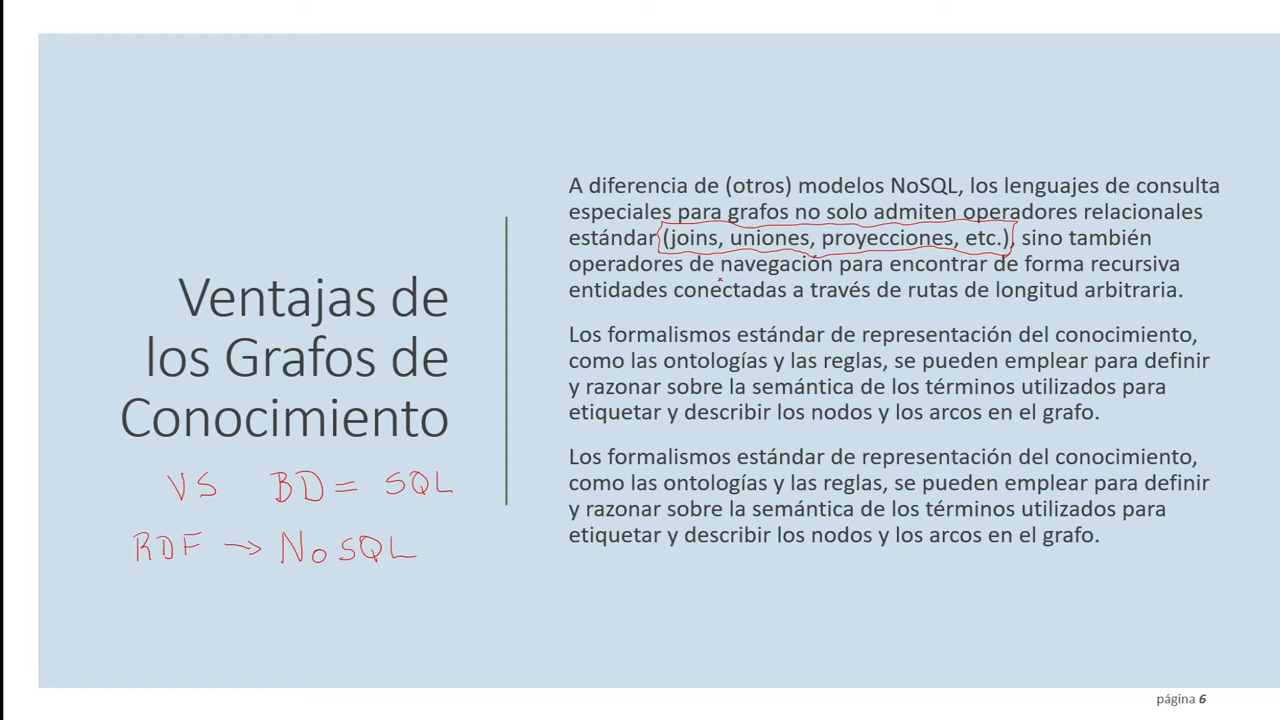 Ventajas de
los Grafos de
Conocimiento
VS BD = SQL
RDF → NoSQL
A diferencia de (otros) modelos NoSQL, los lenguajes de consulta
especiales para grafos no solo admiten operadores relacionales
estándar (joins, uniones, proyecciones, etc.), sino también
operadores de navegación para encontrar de forma recursiva
entidades conectadas a través de rutas de longitud arbitraria.
Los formalismos estándar de representación del conocimiento,
como las ontologías y las reglas, se pueden emplear para definir
y razonar sobre la semántica de los términos utilizados para
etiquetar y describir los nodos y los arcos en el grafo.
Los formalismos estándar de representación del conocimiento,
como las ontologías y las reglas, se pueden emplear para definir
y razonar sobre la semántica de los términos utilizados para
etiquetar y describir los nodos y los arcos en el grafo.
página 6